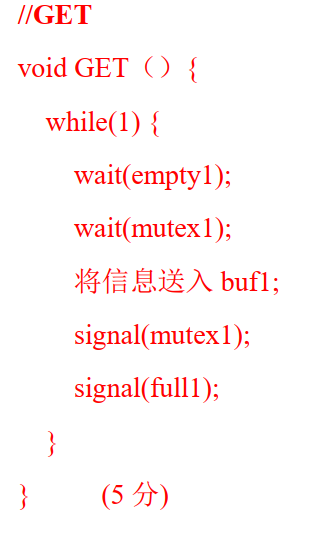 //GET
void GET（）{
while(1) {
wait(empty1);
wait(mutex1);
将信息送入 buf1;
signal(mutex1);
signal(full1);
}
} (5 分)